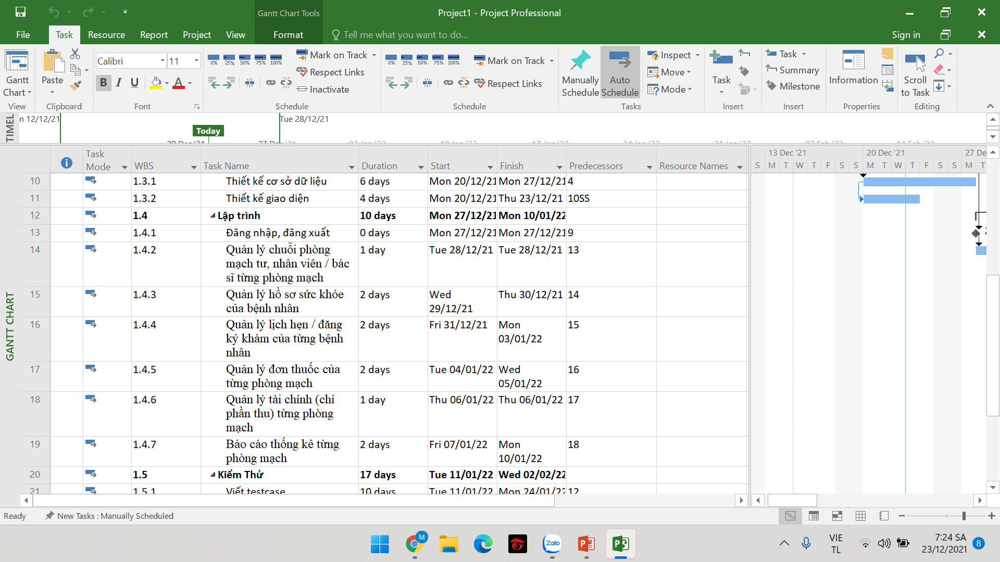 Gantt Chart Tools
Project1 - Project Professional
File
Task
Resource
Report
Project
View
Format
Tell me what you want to do...
Sign in
Gantt
Chart
View
Paste
Clipboard
Calibri
11
B I U
A
Font
0% 25% 50% 75% 100%
Mark on Track
Respect Links
Inactivate
Schedule
0% 25% 50% 75% 100%
Mark on Track
Respect Links
Schedule
Manually
Schedule
Auto
Schedule
Inspect
Move
Mode
Tasks
Task
Insert
Task
Summary
Milestone
Insert
Information
Properties
Scroll
to Task
Editing
TIMEL
n 12/12/21
Today
Tue 28/12/21
20 Dec '21 27 Dec '21 03 Jan '22 10 Jan '22 17 Jan '22 24 Jan '22 31 Jan '22 07 Feb '22 14 Feb '22
GANTT CHART
Task
Mode
WBS
Task Name
Duration
Start
Finish
Predecessors
Resource Names
13 Dec '21 20 Dec '21 27 De
S M T W T F S S M T W T F S S M T
10 1.3.1 Thiết kế cơ sở dữ liệu 6 days Mon 20/12/21 Mon 27/12/21 4
11 1.3.2 Thiết kế giao diện 4 days Mon 20/12/21 Thu 23/12/21 10SS
12 1.4 Lập trình 10 days Mon 27/12/21 Mon 10/01/22
13 1.4.1 Đăng nhập, đăng xuất 0 days Mon 27/12/21 Mon 27/12/21 9
14 1.4.2 Quản lý chuỗi phòng 1 day Tue 28/12/21 Tue 28/12/21 13
mạch tư, nhân viên / bác
sĩ từng phòng mạch
15 1.4.3 Quản lý hồ sơ sức khỏe 2 days Wed Thu 30/12/21 14
của bệnh nhân 29/12/21
16 1.4.4 Quản lý lịch hẹn / đăng 2 days Fri 31/12/21 Mon 15
ký khám của từng bệnh 03/01/22
nhân
17 1.4.5 Quản lý đơn thuốc của 2 days Tue 04/01/22 Wed 16
từng phòng mạch 05/01/22
18 1.4.6 Quản lý tài chính (chỉ 1 day Thu 06/01/22 Thu 06/01/22 17
phần thu) từng phòng
mạch
19 1.4.7 Báo cáo thống kê từng 2 days Fri 07/01/22 Mon 18
phòng mạch 10/01/22
20 1.5 Kiểm Thử 17 days Tue 11/01/22 Wed 02/02/22
21 1.5.1 Viết testcase 10 days Tue 11/01/22 Mon 24/01/22 12
Ready
New Tasks : Manually Scheduled
M
Zalo
VIE
TL
7:24 SA
23/12/2021
8